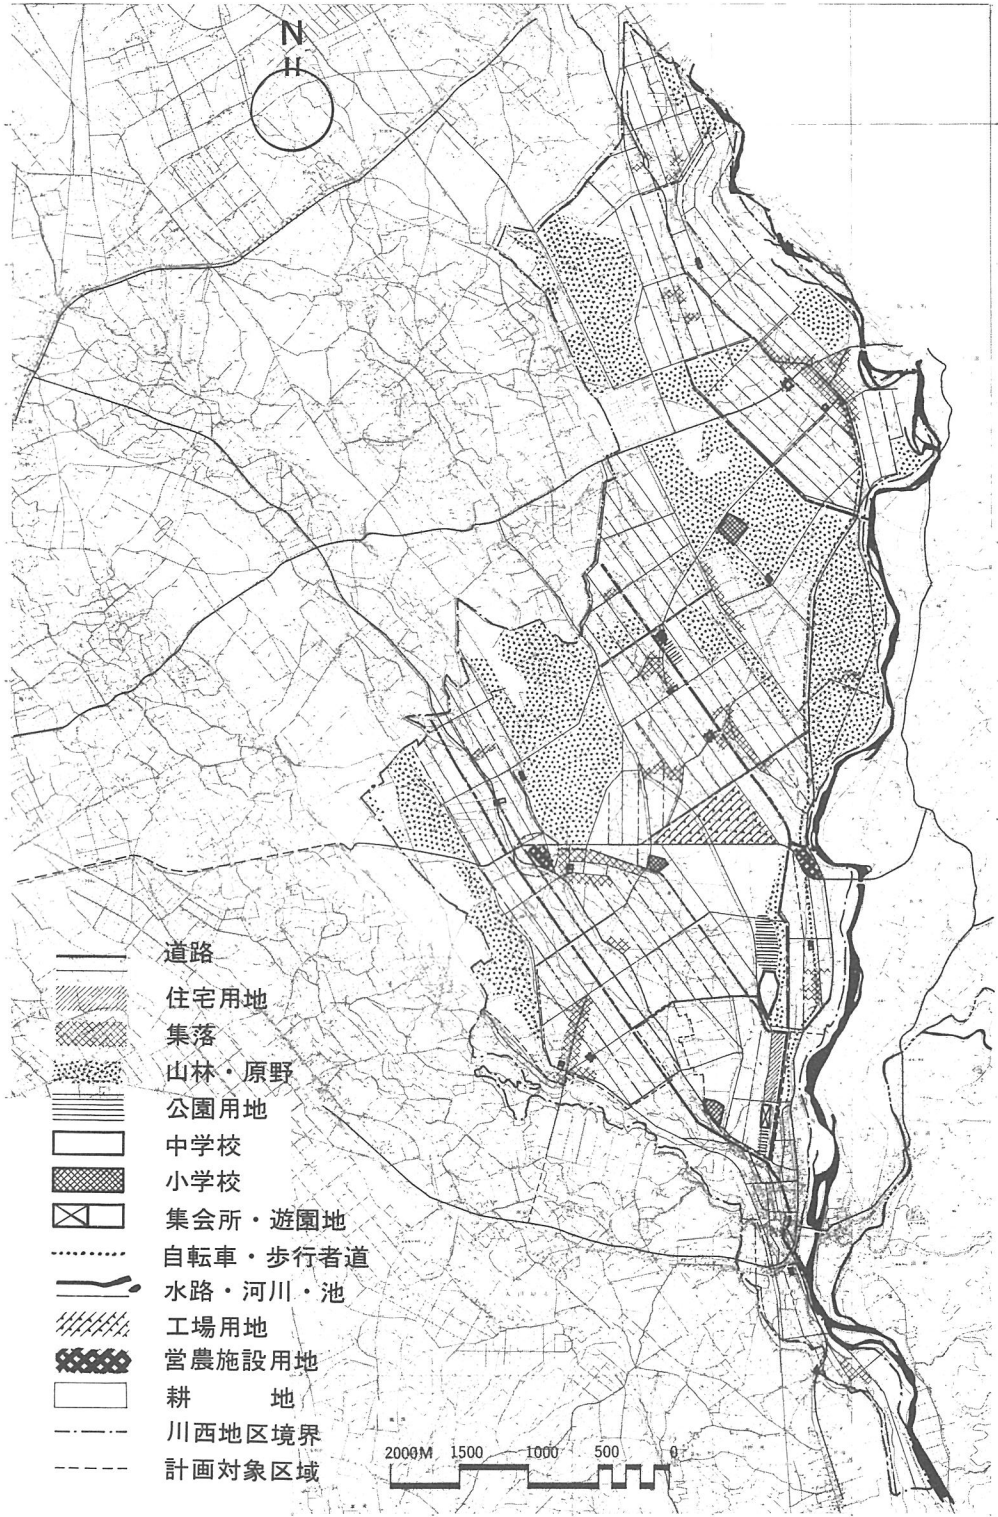 N
道路
住宅用地
集落
山林・原野
公園用地
中学校
小学校
集会所・遊園地
自転車・歩行者道
水路・河川・池
工場用地
営農施設用地
耕　　地
川西地区境界
計画対象区域
2000M 1500 1000 500 0